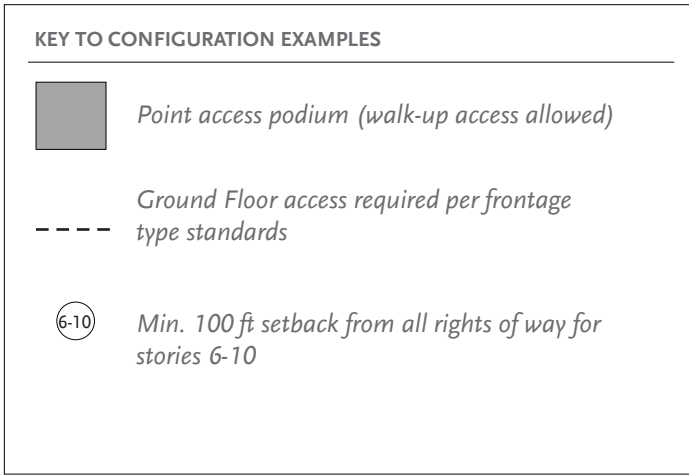 KEY TO CONFIGURATION EXAMPLES
Point access podium (walk-up access allowed)
Ground Floor access required per frontage
type standards
6-10
Min. 100 ft setback from all rights of way for
stories 6-10